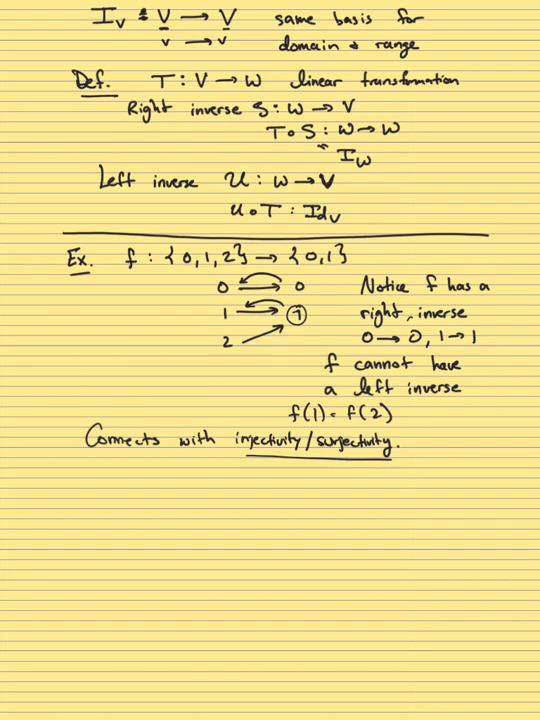 I_V : V → V same basis for
v → v domain & range
Def. T : V → W linear transformation
Right inverse S : W → V
T ∘ S : W → W
= I_W
Left inverse U : W → V
U ∘ T : Id_V
Ex. f : {0,1,2} → {0,1}
0 → 0 Notice f has a
1 → 1 right inverse
2 0 → 0, 1 → 1
f cannot have
a left inverse
f(1) = f(2)
Connects with injectivity/surjectivity.